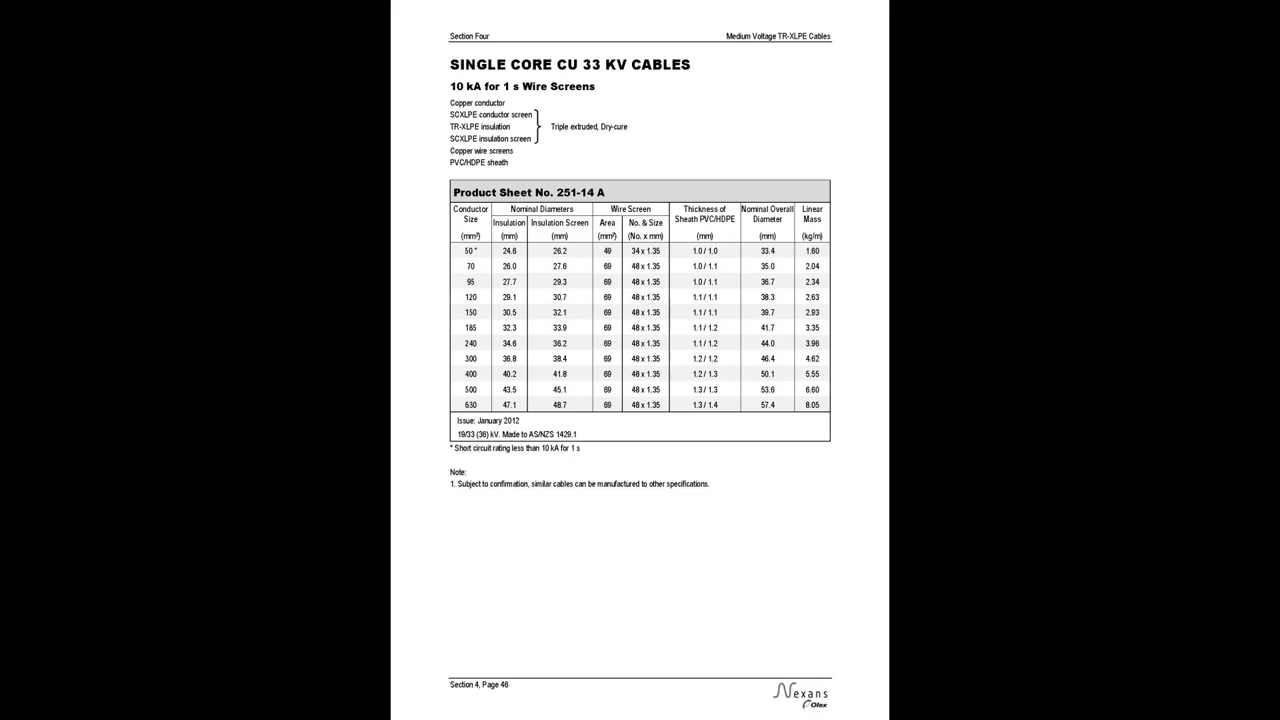 Section Four Medium Voltage TR-XLPE Cables
SINGLE CORE CU 33 KV CABLES
10 kA for 1 s Wire Screens
Copper conductor
SCXLPE conductor screen
TR-XLPE insulation Triple extruded, Dry-cure
SCXLPE insulation screen
Copper wire screens
PVC/HDPE sheath
Product Sheet No. 251-14 A
Conductor Nominal Diameters Wire Screen Thickness of Nominal Overall Linear
Size Insulation Insulation Screen Area No. & Size Sheath PVC/HDPE Diameter Mass
(mm²) (mm) (mm) (mm²) (No. x mm) (mm) (mm) (kg/m)
50 * 24.6 26.2 49 34 x 1.35 1.0 / 1.0 33.4 1.60
70 26.0 27.6 69 48 x 1.35 1.0 / 1.1 35.0 2.04
95 27.7 29.3 69 48 x 1.35 1.0 / 1.1 36.7 2.34
120 29.1 30.7 69 48 x 1.35 1.1 / 1.1 38.3 2.63
150 30.5 32.1 69 48 x 1.35 1.1 / 1.1 39.7 2.93
185 32.3 33.9 69 48 x 1.35 1.1 / 1.2 41.7 3.35
240 34.6 36.2 69 48 x 1.35 1.1 / 1.2 44.0 3.96
300 36.8 38.4 69 48 x 1.35 1.2 / 1.2 46.4 4.62
400 40.2 41.8 69 48 x 1.35 1.2 / 1.3 50.1 5.55
500 43.5 45.1 69 48 x 1.35 1.3 / 1.3 53.6 6.60
630 47.1 48.7 69 48 x 1.35 1.3 / 1.4 57.4 8.05
Issue: January 2012
19/33 (36) kV. Made to AS/NZS 1429.1
* Short circuit rating less than 10 kA for 1 s
Note:
1. Subject to confirmation, similar cables can be manufactured to other specifications.
Section 4, Page 46
Nexans
Olex